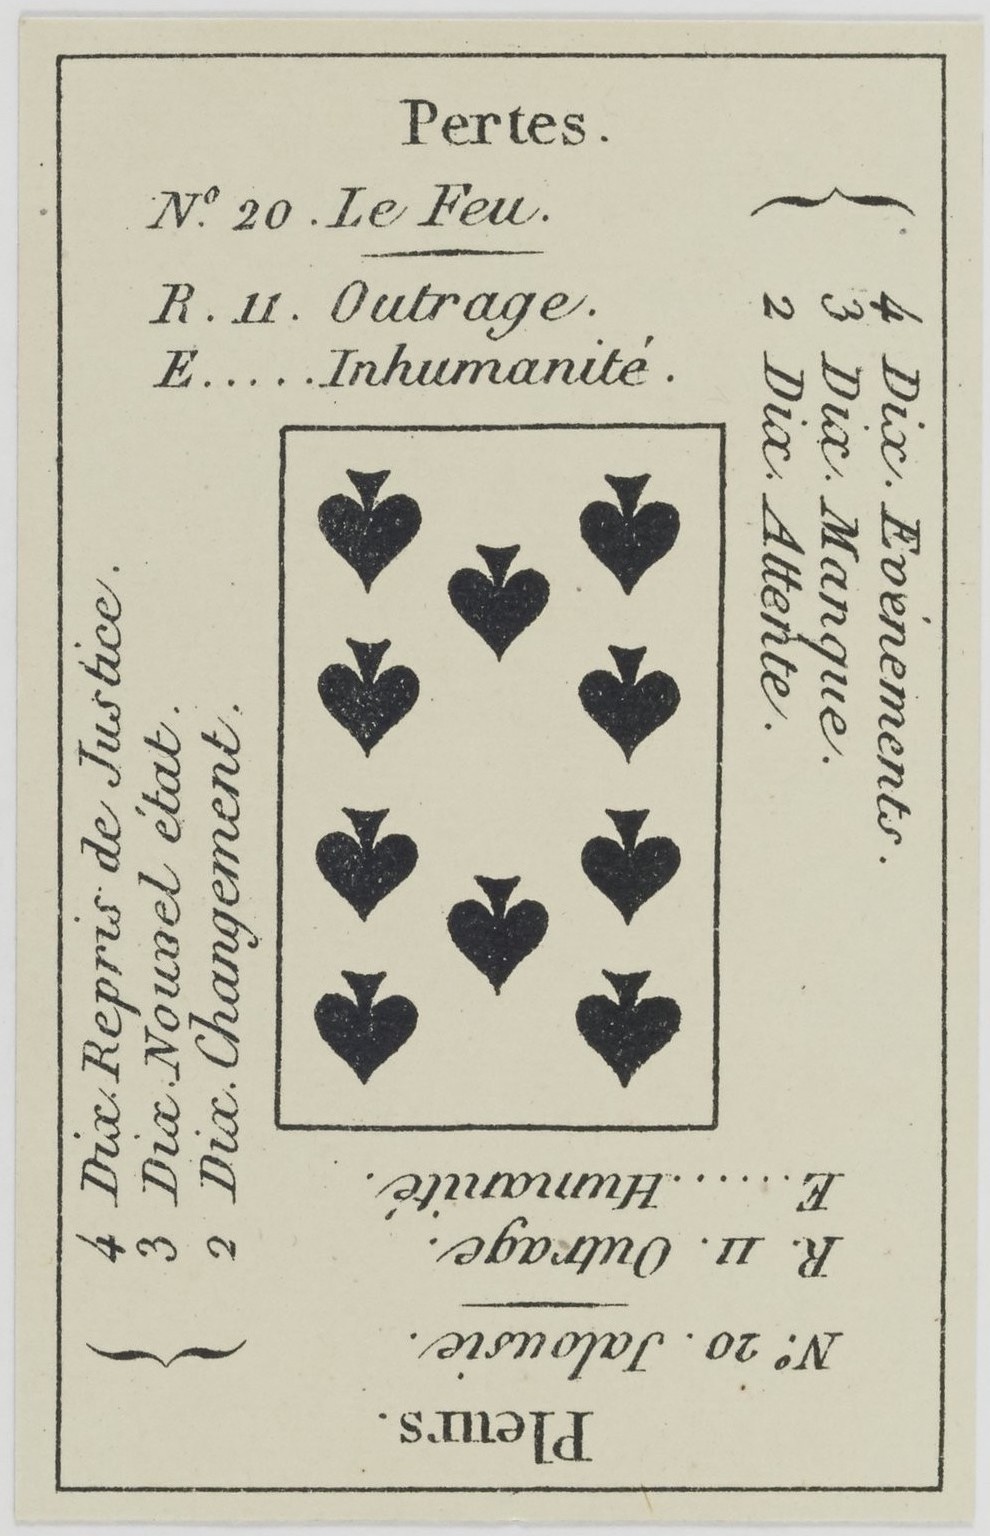 Pertes.
N.º 20. Le Feu.
R. 11. Outrage.
E.....Inhumanité.
4 Dix. Evénements.
3 Dix. Manque.
2 Dix. Attente.
4 Dix. Repris de Justice.
3 Dix. Nouvel état.
2 Dix. Changement.
Pleurs.
N.º 20. Jalousie.
R. 11. Outrage.
E......Humanité.